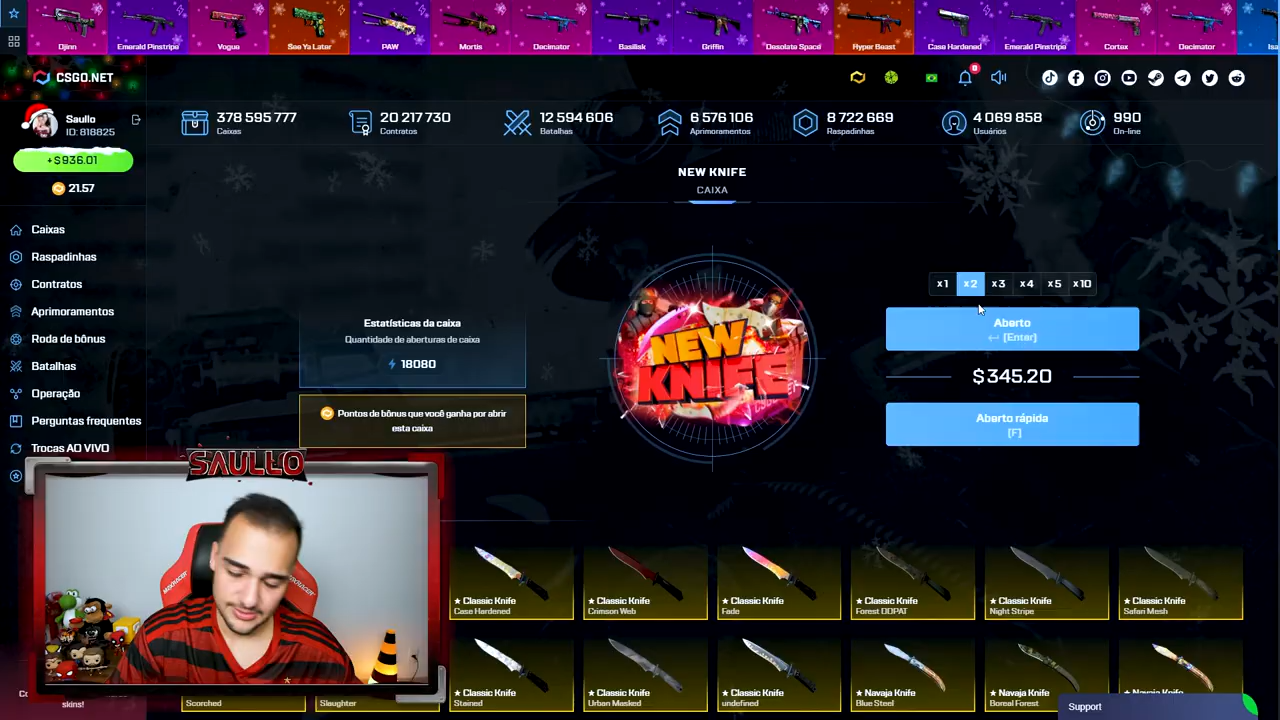 Djinn
Emerald Pinstripe
Vogue
See Ya Later
PAW
Mortis
Decimator
Basilisk
Griffin
Desolate Space
Hyper Beast
Case Hardened
Emerald Pinstripe
Cortex
Decimator
Isa
CSGO.NET
8
Saullo
ID: 818825
+$936.01
21.57
378 595 777
Caixas
20 217 730
Contratos
12 594 606
Batalhas
6 576 106
Aprimoramentos
8 722 669
Raspadinhas
4 069 858
Usuários
990
On-line
NEW KNIFE
CAIXA
Caixas
Raspadinhas
Contratos
Aprimoramentos
Roda de bônus
Batalhas
Operação
Perguntas frequentes
Trocas AO VIVO
Estatísticas da caixa
Quantidade de aberturas de caixa
18080
Pontos de bônus que você ganha por abrir
esta caixa
NEW
KNIFE
x1 x2 x3 x4 x5 x10
Aberto
[Enter]
$345.20
Aberto rápida
[F]
SAULLO
MAXRACER
★ Classic Knife
Case Hardened
★ Classic Knife
Crimson Web
★ Classic Knife
Fade
★ Classic Knife
Forest DDPAT
★ Classic Knife
Night Stripe
★ Classic Knife
Safari Mesh
Scorched
Slaughter
★ Classic Knife
Stained
★ Classic Knife
Urban Masked
★ Classic Knife
undefined
★ Navaja Knife
Blue Steel
★ Navaja Knife
Boreal Forest
★ Navaja Knife
skins!
Support